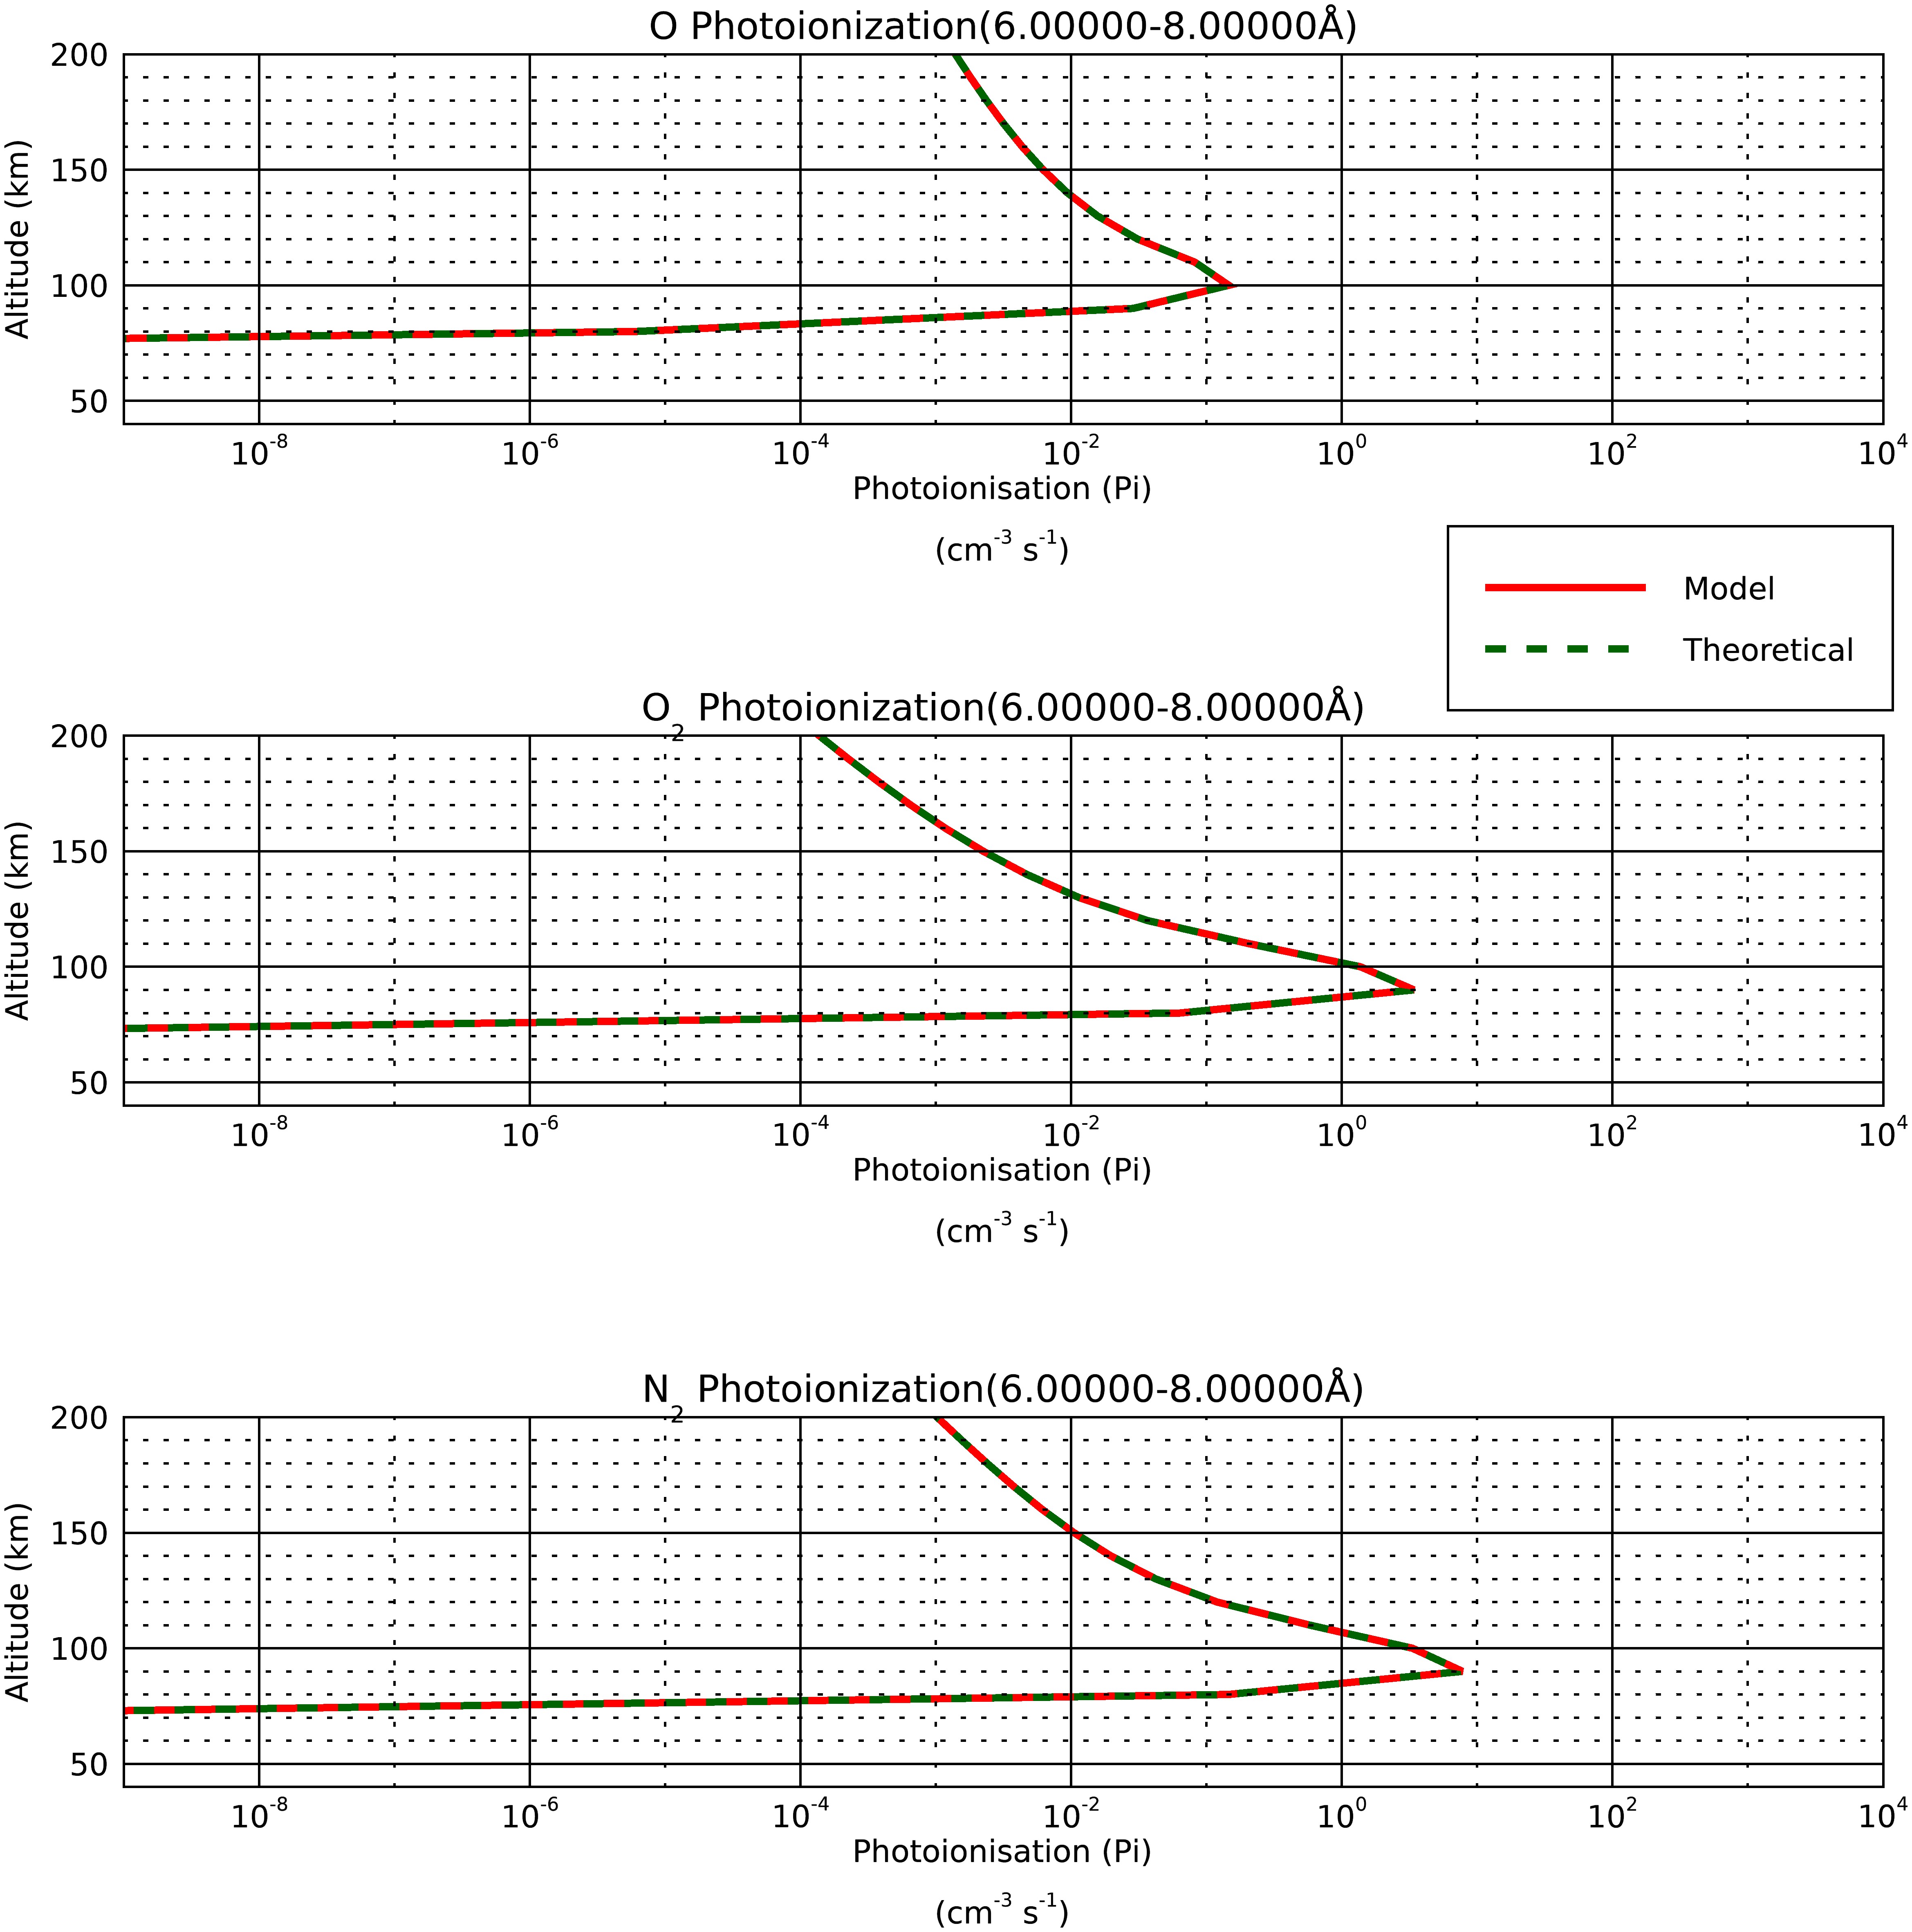 O Photoionization(6.00000-8.00000Å)
200
150
100
50
Altitude (km)
10⁻⁸ 10⁻⁶ 10⁻⁴ 10⁻² 10⁰ 10² 10⁴
Photoionisation (Pi)
(cm⁻³ s⁻¹)
Model
Theoretical
O₂ Photoionization(6.00000-8.00000Å)
200
150
100
50
Altitude (km)
10⁻⁸ 10⁻⁶ 10⁻⁴ 10⁻² 10⁰ 10² 10⁴
Photoionisation (Pi)
(cm⁻³ s⁻¹)
N₂ Photoionization(6.00000-8.00000Å)
200
150
100
50
Altitude (km)
10⁻⁸ 10⁻⁶ 10⁻⁴ 10⁻² 10⁰ 10² 10⁴
Photoionisation (Pi)
(cm⁻³ s⁻¹)